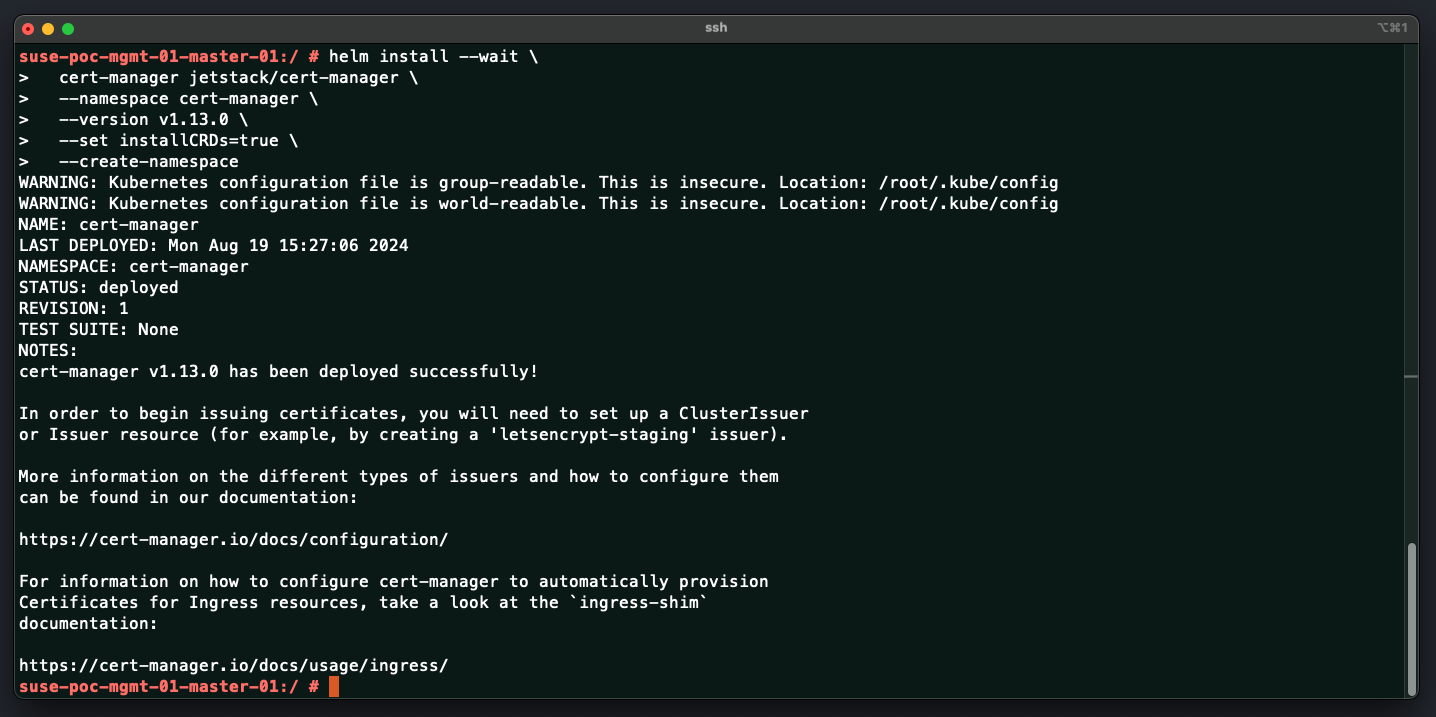 ssh
⌥⌘1
suse-poc-mgmt-01-master-01:/ # helm install --wait \
>   cert-manager jetstack/cert-manager \
>   --namespace cert-manager \
>   --version v1.13.0 \
>   --set installCRDs=true \
>   --create-namespace
WARNING: Kubernetes configuration file is group-readable. This is insecure. Location: /root/.kube/config
WARNING: Kubernetes configuration file is world-readable. This is insecure. Location: /root/.kube/config
NAME: cert-manager
LAST DEPLOYED: Mon Aug 19 15:27:06 2024
NAMESPACE: cert-manager
STATUS: deployed
REVISION: 1
TEST SUITE: None
NOTES:
cert-manager v1.13.0 has been deployed successfully!

In order to begin issuing certificates, you will need to set up a ClusterIssuer
or Issuer resource (for example, by creating a 'letsencrypt-staging' issuer).

More information on the different types of issuers and how to configure them
can be found in our documentation:

https://cert-manager.io/docs/configuration/

For information on how to configure cert-manager to automatically provision
Certificates for Ingress resources, take a look at the `ingress-shim`
documentation:

https://cert-manager.io/docs/usage/ingress/
suse-poc-mgmt-01-master-01:/ #